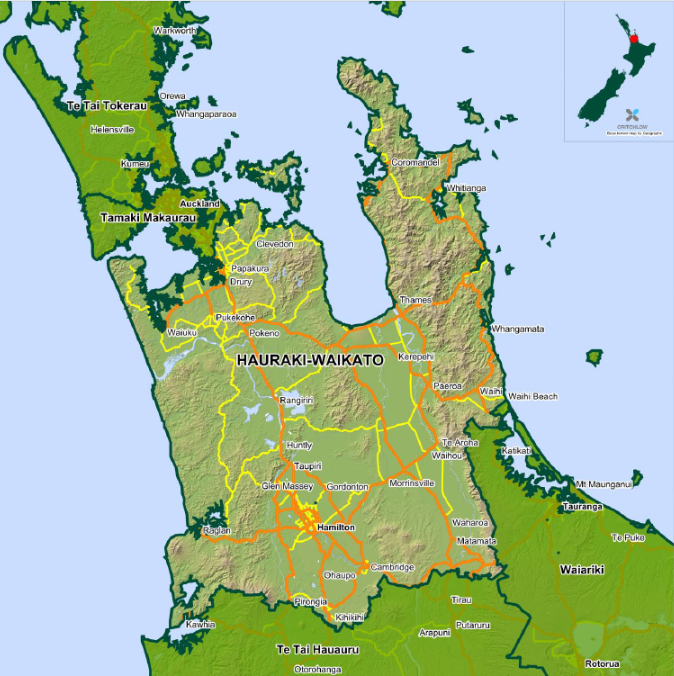 Warkworth
Orewa
Te Tai Tokerau
Whangaparaoa
Helensville
CRITCHLOW
Kumeu
Coromandel
Whitianga
Auckland
Tamaki Makaurau
Clevedon
Papakura
Drury
Thames
Pukekohe
Waiuku
Pokeno
Whangamata
HAURAKI-WAIKATO
Kerepehi
Paeroa
Waihi
Waihi Beach
Rangiriri
Huntly
Te Aroha
Katikati
Waihou
Taupiri
Glen Massey
Gordonton
Morrinsville
Mt Maunganui
Tauranga
Raglan
Hamilton
Waharoa
Te Puke
Matamata
Cambridge
Ohaupo
Waiariki
Pirongia
Tirau
Kihikihi
Kawhia
Putaruru
Arapuni
Te Tai Hauauru
Rotorua
Otorohanga